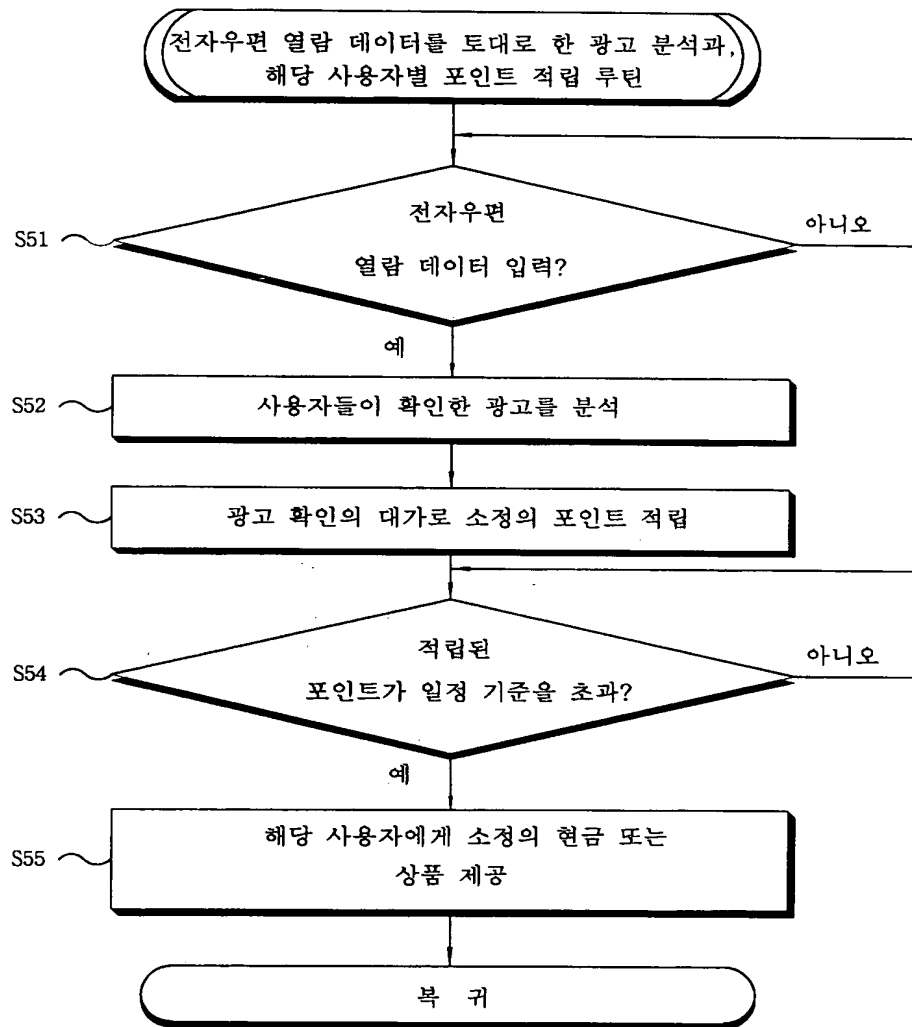 전자우편 열람 데이터를 토대로 한 광고 분석과,
해당 사용자별 포인트 적립 루틴
S51
전자우편
열람 데이터 입력?
아니오
예
S52
사용자들이 확인한 광고를 분석
S53
광고 확인의 대가로 소정의 포인트 적립
S54
적립된
포인트가 일정 기준을 초과?
아니오
예
S55
해당 사용자에게 소정의 현금 또는
상품 제공
복 귀